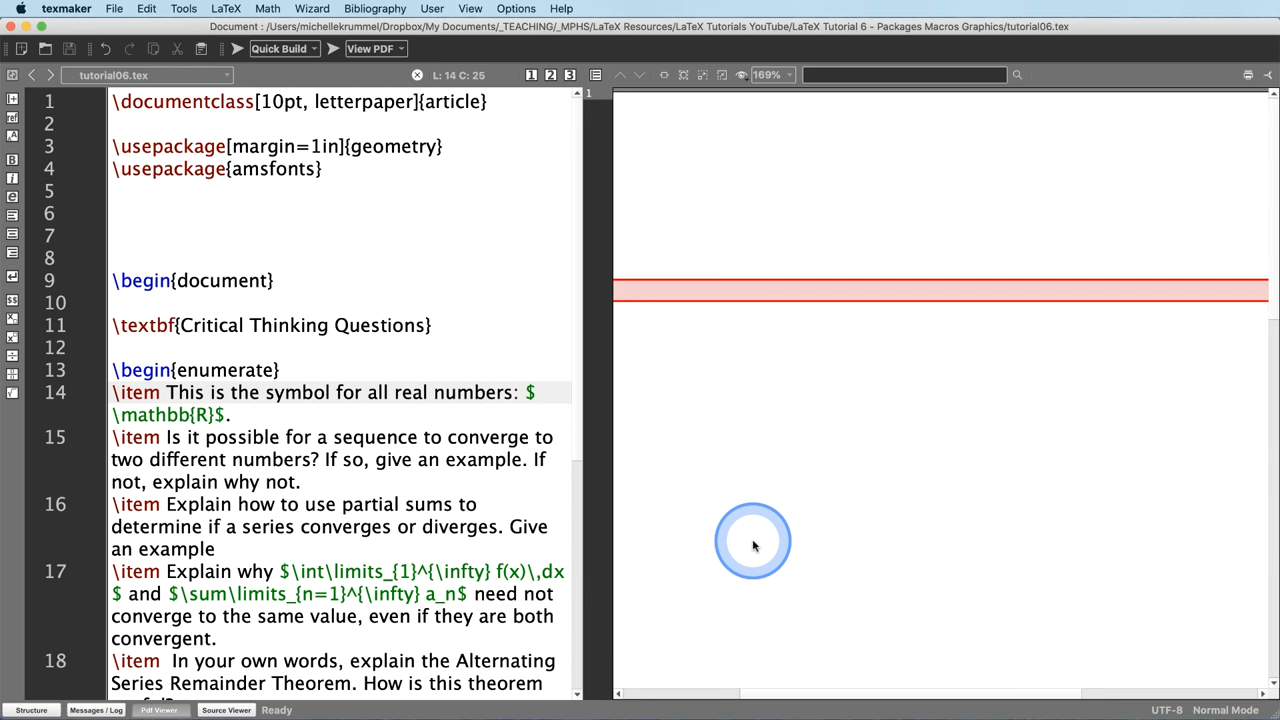 texmaker File Edit Tools LaTeX Math Wizard Bibliography User View Options Help
Document : /Users/michellekrummel/Dropbox/My Documents/_TEACHING/_MPHS/LaTeX Resources/LaTeX Tutorials YouTube/LaTeX Tutorial 6 - Packages Macros Graphics/tutorial06.tex
Quick Build View PDF
tutorial06.tex L: 14 C: 25 1 2 3 169%
1 \documentclass[10pt, letterpaper]{article}
2
3 \usepackage[margin=1in]{geometry}
4 \usepackage{amsfonts}
5
6
7
8
9 \begin{document}
10
11 \textbf{Critical Thinking Questions}
12
13 \begin{enumerate}
14 \item This is the symbol for all real numbers: $
\mathbb{R}$.
15 \item Is it possible for a sequence to converge to
two different numbers? If so, give an example. If
not, explain why not.
16 \item Explain how to use partial sums to
determine if a series converges or diverges. Give
an example
17 \item Explain why $\int\limits_{1}^{\infty} f(x)\,dx
$ and $\sum\limits_{n=1}^{\infty} a_n$ need not
converge to the same value, even if they are both
convergent.
18 \item In your own words, explain the Alternating
Series Remainder Theorem. How is this theorem
1
Structure Messages / Log Pdf Viewer Source Viewer Ready UTF-8 Normal Mode